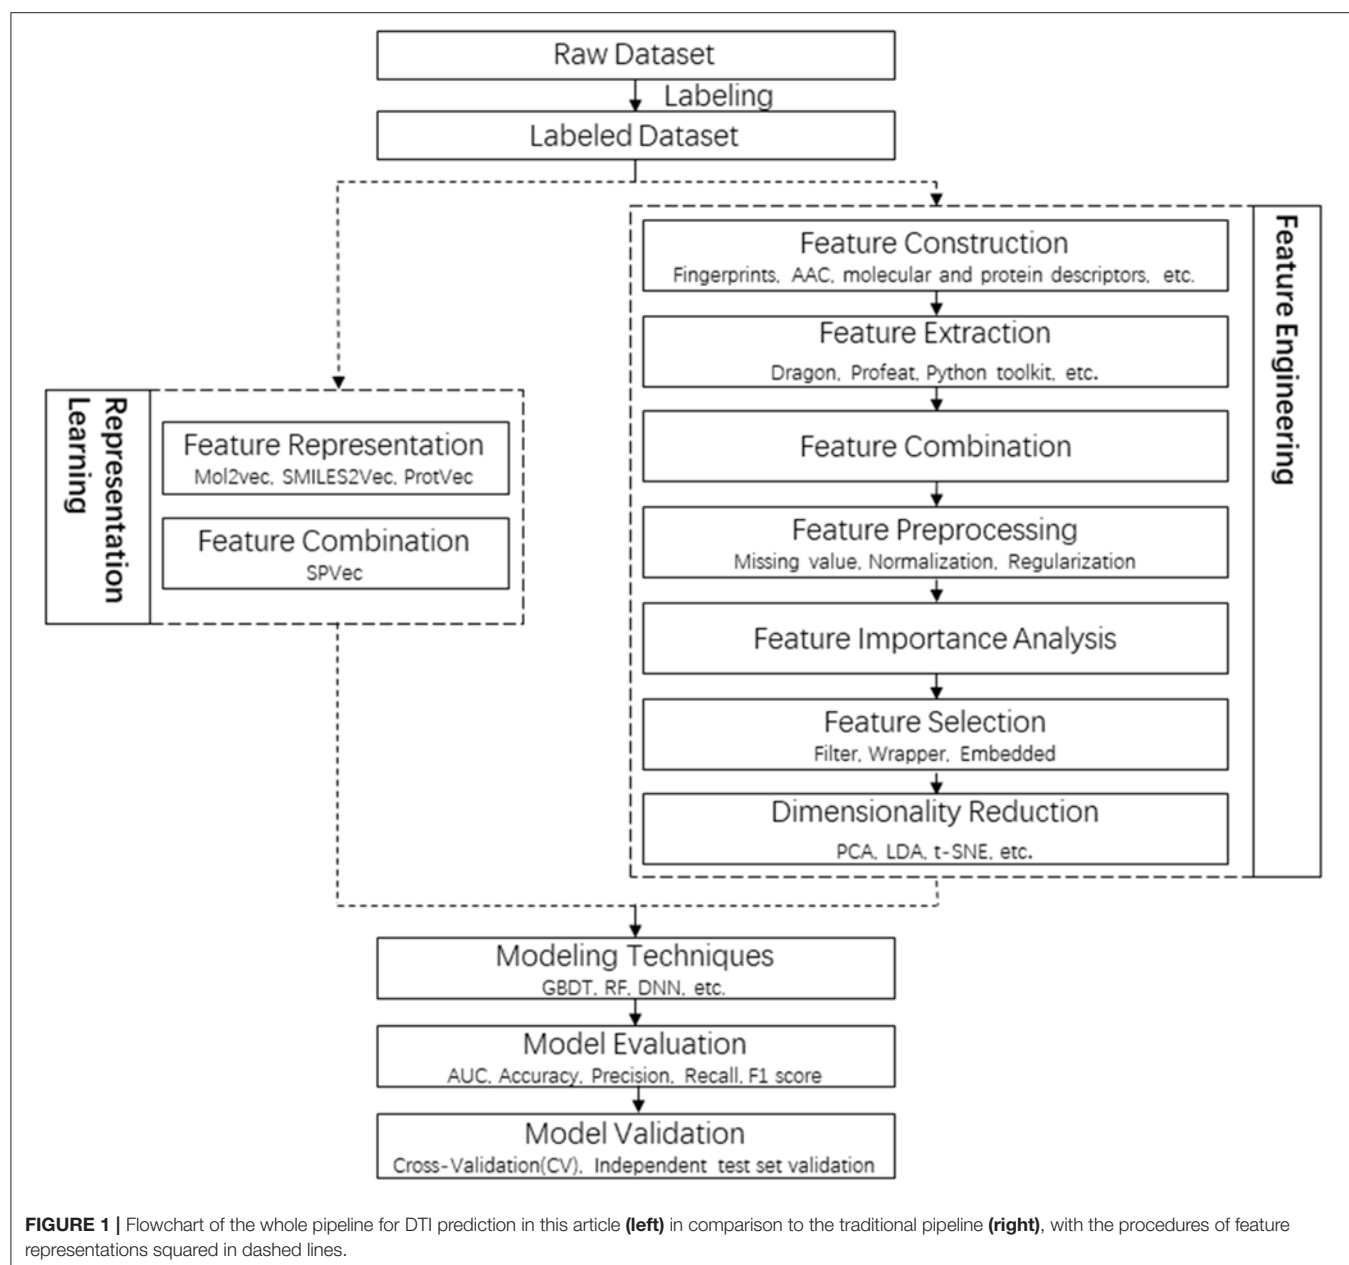 Raw Dataset
Labeling
Labeled Dataset
Representation
Learning
Feature Representation
Mol2vec, SMILES2Vec, ProtVec
Feature Combination
SPVec
Feature Engineering
Feature Construction
Fingerprints, AAC, molecular and protein descriptors, etc.
Feature Extraction
Dragon, Profeat, Python toolkit, etc.
Feature Combination
Feature Preprocessing
Missing value, Normalization, Regularization
Feature Importance Analysis
Feature Selection
Filter, Wrapper, Embedded
Dimensionality Reduction
PCA, LDA, t-SNE, etc.
Modeling Techniques
GBDT, RF, DNN, etc.
Model Evaluation
AUC, Accuracy, Precision, Recall, F1 score
Model Validation
Cross-Validation(CV), Independent test set validation
FIGURE 1 | Flowchart of the whole pipeline for DTI prediction in this article (left) in comparison to the traditional pipeline (right), with the procedures of feature
representations squared in dashed lines.